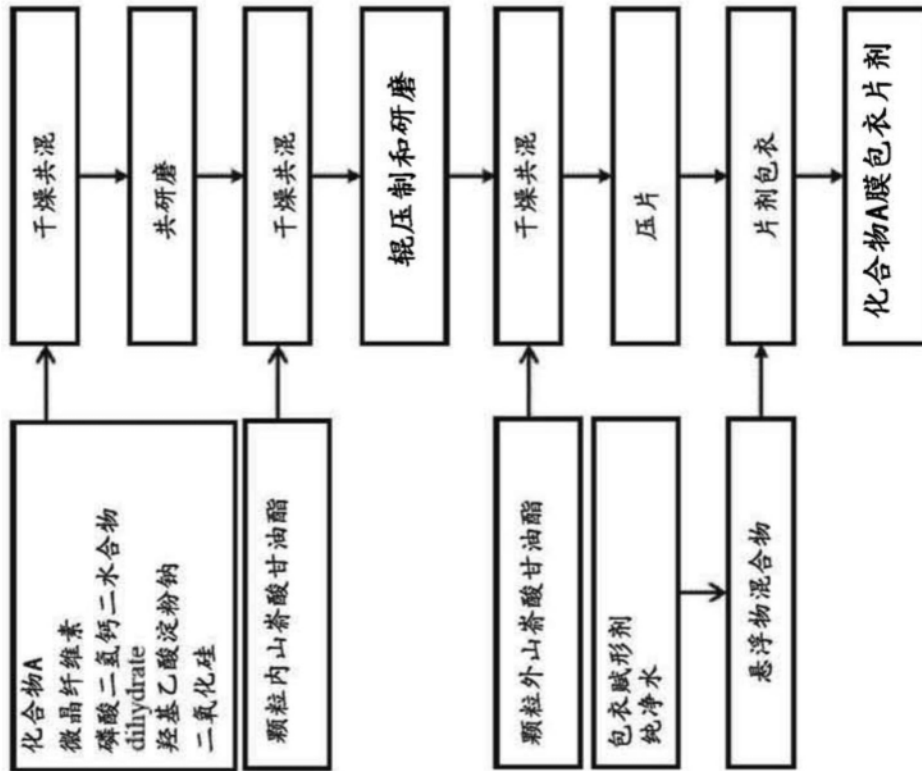 化合物A
微晶纤维素
磷酸二氢钙二水合物
dihydrate
羟基乙酸淀粉钠
二氧化硅
干燥共混
共研磨
颗粒内山嵛酸甘油酯
干燥共混
辊压制和研磨
颗粒外山嵛酸甘油酯
干燥共混
压片
包衣赋形剂
纯净水
悬浮物混合物
片剂包衣
化合物A膜包衣片剂